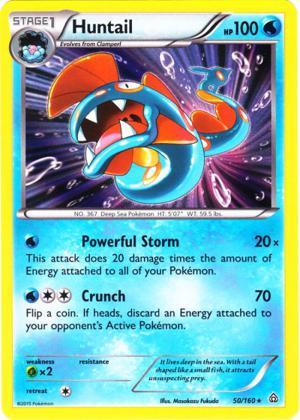 STAGE1
Huntail
HP100
Evolves from Clamperl
NO. 367 Deep Sea Pokémon HT: 5'07" WT: 59.5 lbs.
Powerful Storm 20×
This attack does 20 damage times the amount of
Energy attached to all of your Pokémon.
Crunch 70
Flip a coin. If heads, discard an Energy attached to
your opponent's Active Pokémon.
weakness
×2
resistance
retreat
It lives deep in the sea. With a tail
shaped like a small fish, it attracts
unsuspecting prey.
Illus. Masakazu Fukuda
50/160★
©2015 Pokémon